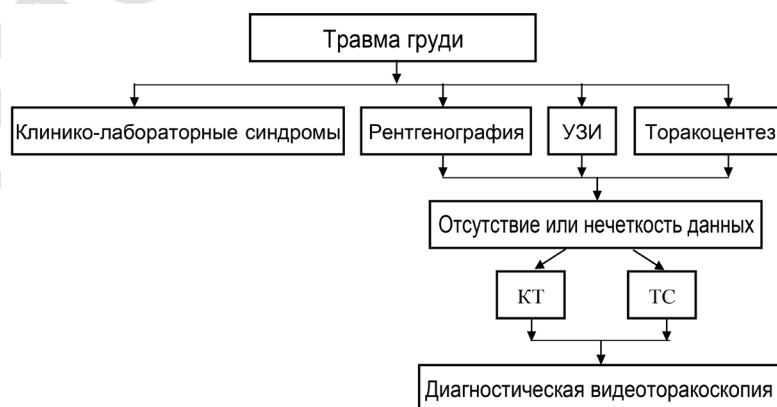 Травма груди
Клинико-лабораторные синдромы
Рентгенография
УЗИ
Торакоцентез
Отсутствие или нечеткость данных
КТ
ТС
Диагностическая видеоторакоскопия